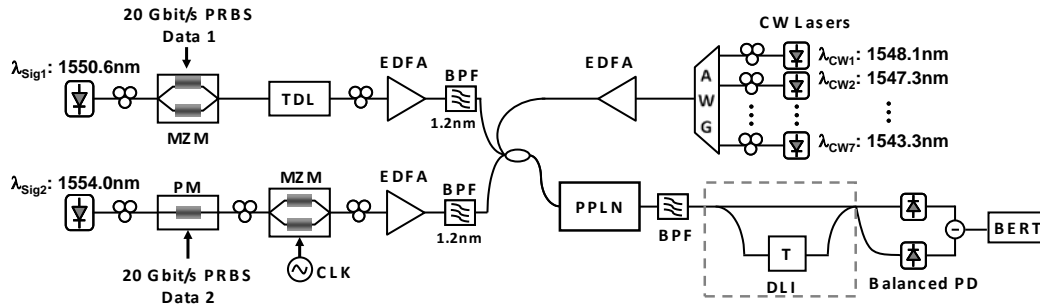 20 Gbit/s PRBS
Data 1
λSig1: 1550.6nm
MZM
TDL
EDFA
BPF
1.2nm
EDFA
A
W
G
CW Lasers
λCW1: 1548.1nm
λCW2: 1547.3nm
λCW7: 1543.3nm
λSig2: 1554.0nm
PM
MZM
EDFA
BPF
1.2nm
20 Gbit/s PRBS
Data 2
CLK
PPLN
BPF
T
DLI
Balanced PD
BERT